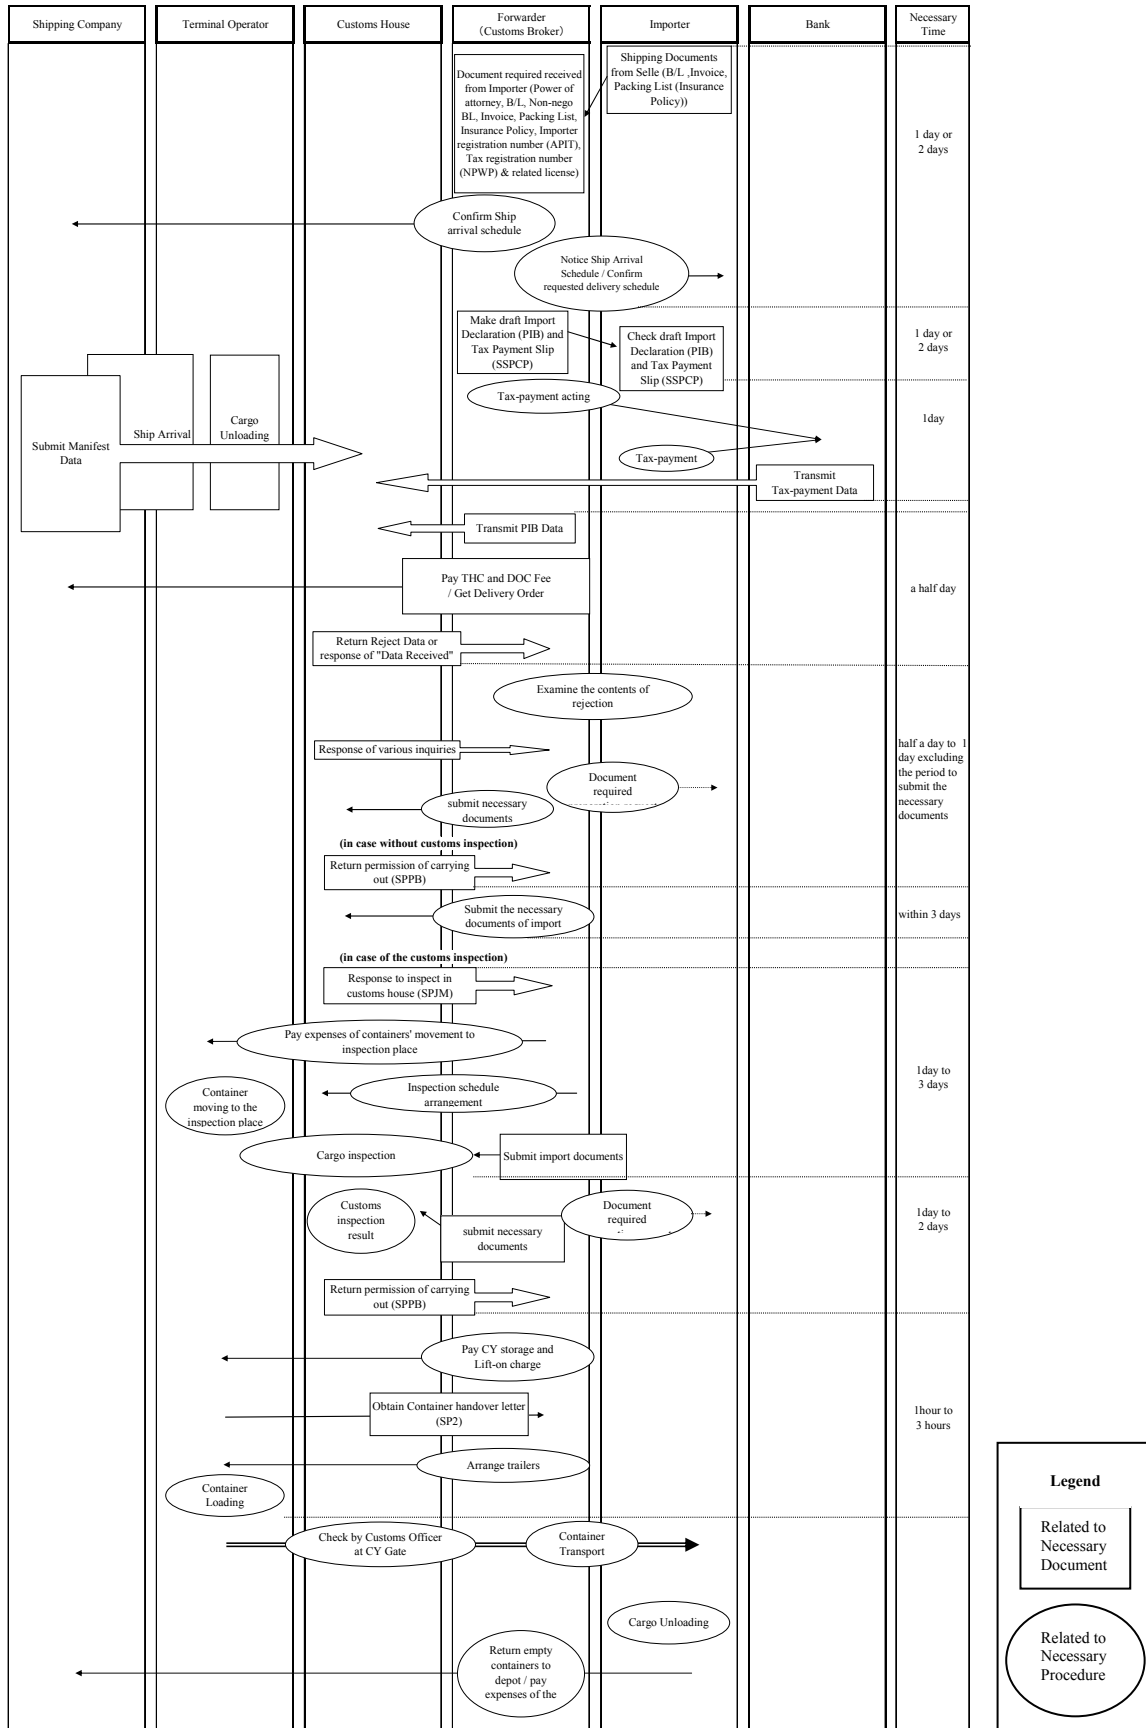 Shipping Company
Terminal Operator
Customs House
Forwarder
(Customs Broker)
Importer
Bank
Necessary
Time
Shipping Documents
from Selle (B/L ,Invoice,
Packing List (Insurance
Policy))
Document required received
from Importer (Power of
attorney, B/L, Non-nego
BL, Invoice, Packing List,
Insurance Policy, Importer
registration number (APIT),
Tax registration number
(NPWP) & related license)
1 day or
2 days
Confirm Ship
arrival schedule
Notice Ship Arrival
Schedule / Confirm
requested delivery schedule
Make draft Import
Declaration (PIB) and
Tax Payment Slip
(SSPCP)
Check draft Import
Declaration (PIB)
and Tax Payment
Slip (SSPCP)
1 day or
2 days
Tax-payment acting
1day
Submit Manifest
Data
Ship Arrival
Cargo
Unloading
Tax-payment
Transmit
Tax-payment Data
Transmit PIB Data
Pay THC and DOC Fee
/ Get Delivery Order
a half day
Return Reject Data or
response of "Data Received"
Examine the contents of
rejection
Response of various inquiries
half a day to 1
day excluding
the period to
submit the
necessary
documents
Document
required
submit necessary
documents
(in case without customs inspection)
Return permission of carrying
out (SPPB)
Submit the necessary
documents of import
within 3 days
(in case of the customs inspection)
Response to inspect in
customs house (SPJM)
Pay expenses of containers' movement to
inspection place
1day to
3 days
Inspection schedule
arrangement
Container
moving to the
inspection place
Cargo inspection
Submit import documents
Customs
inspection
result
submit necessary
documents
Document
required
1day to
2 days
Return permission of carrying
out (SPPB)
Pay CY storage and
Lift-on charge
Obtain Container handover letter
(SP2)
1hour to
3 hours
Arrange trailers
Container
Loading
Check by Customs Officer
at CY Gate
Container
Transport
Cargo Unloading
Return empty
containers to
depot / pay
expenses of the
Legend
Related to
Necessary
Document
Related to
Necessary
Procedure